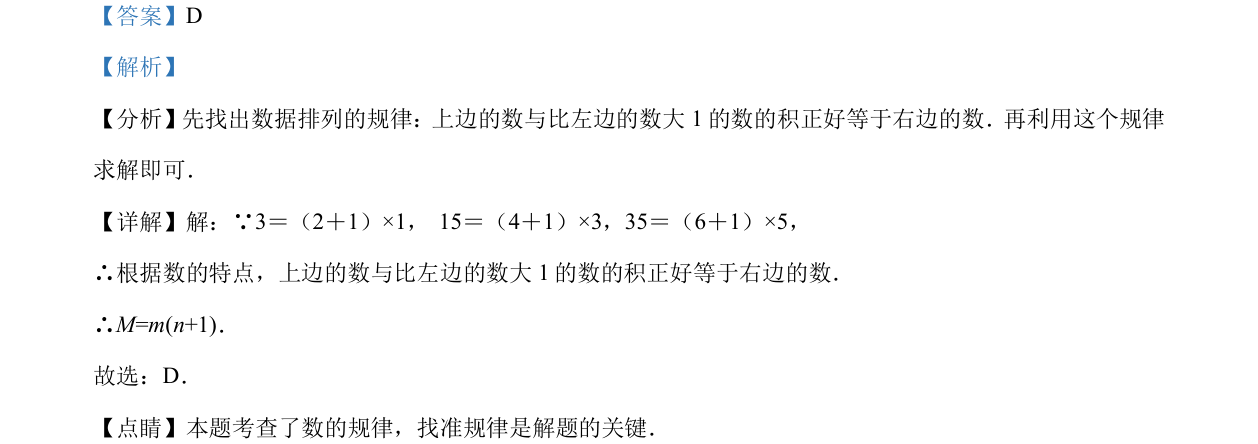 【答案】D
【解析】
【分析】先找出数据排列的规律：上边的数与比左边的数大 1 的数的积正好等于右边的数．再利用这个规律
求解即可．
【详解】解：∵3＝（2＋1）×1， 15＝（4＋1）×3，35＝（6＋1）×5，
∴根据数的特点，上边的数与比左边的数大 1 的数的积正好等于右边的数．
∴M=m(n+1)．
故选：D．
【点睛】本题考查了数的规律，找准规律是解题的关键．